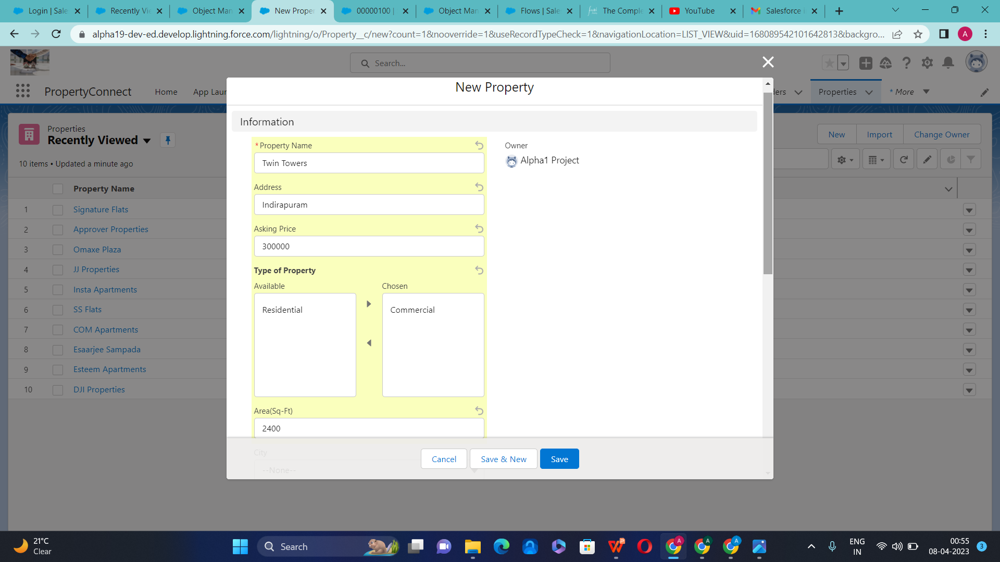 Login | Sale
Recently Vie
Object Man
New Proper
00000100 |
Object Man
Flows | Sale
The Comple
YouTube
Salesforce
alpha19-dev-ed.develop.lightning.force.com/lightning/o/Property__c/new?count=1&nooverride=1&useRecordTypeCheck=1&navigationLocation=LIST_VIEW&uid=168089542101642813&backgro...
A
Search...
PropertyConnect
Home
App Laun
ders
Properties
* More
Properties
Recently Viewed
10 items • Updated a minute ago
New
Import
Change Owner
Property Name
1 Signature Flats
2 Approver Properties
3 Omaxe Plaza
4 JJ Properties
5 Insta Apartments
6 SS Flats
7 COM Apartments
8 Esaarjee Sampada
9 Esteem Apartments
10 DJI Properties
New Property
Information
*Property Name
Twin Towers
Owner
Alpha1 Project
Address
Indirapuram
Asking Price
300000
Type of Property
Available
Chosen
Residential
Commercial
Area(Sq-Ft)
2400
City
--None--
Cancel
Save & New
Save
21°C
Clear
Search
ENG
IN
00:55
08-04-2023
3